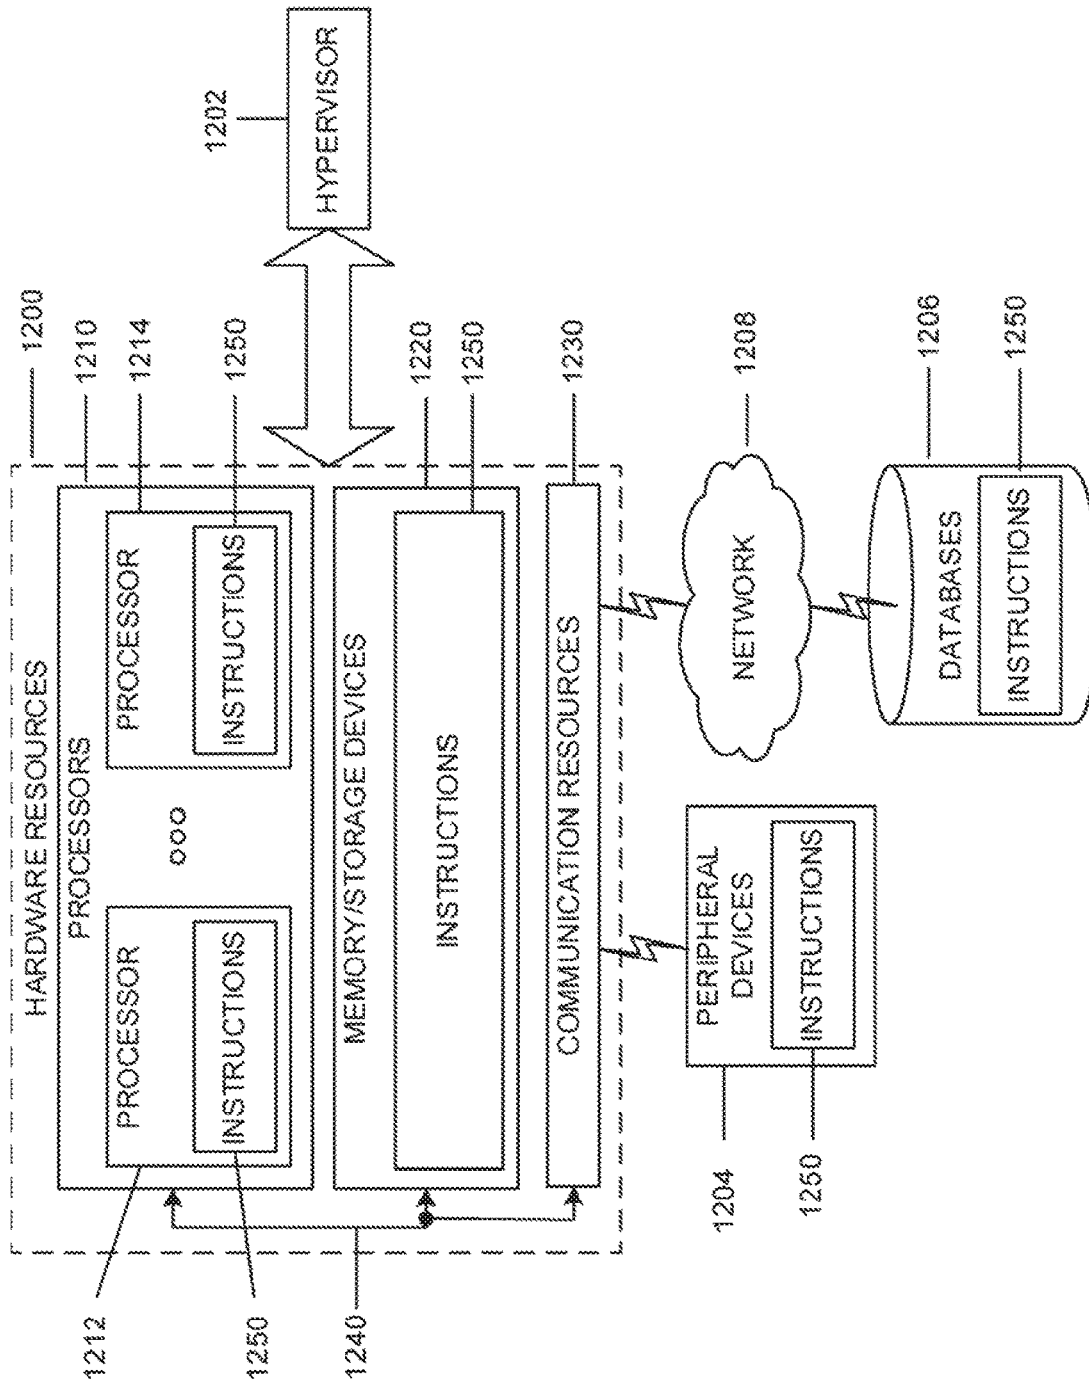 HARDWARE RESOURCES
1200
PROCESSORS
1210
PROCESSOR
1212
INSTRUCTIONS
1250
PROCESSOR
1214
INSTRUCTIONS
1250
HYPERVISOR
1202
MEMORY/STORAGE DEVICES
1220
INSTRUCTIONS
1250
1240
COMMUNICATION RESOURCES
1230
PERIPHERAL
DEVICES
1204
INSTRUCTIONS
1250
NETWORK
1208
DATABASES
1206
INSTRUCTIONS
1250